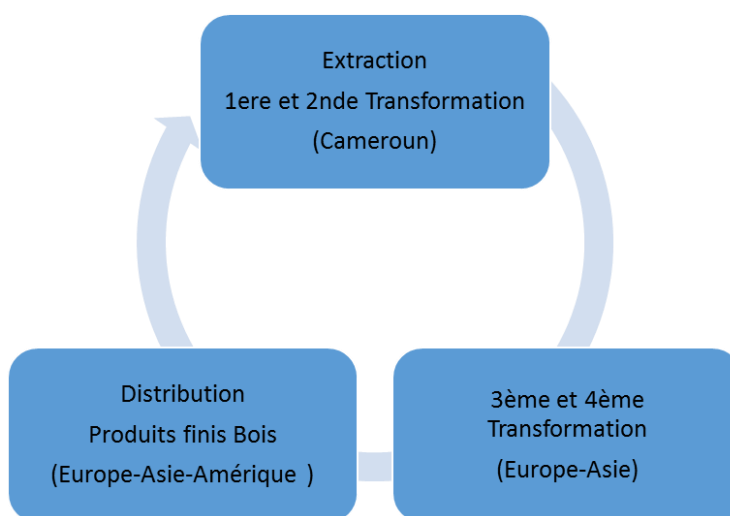 Extraction
1ere et 2nde Transformation
(Cameroun)
3ème et 4ème
Transformation
(Europe-Asie)
Distribution
Produits finis Bois
(Europe-Asie-Amérique )